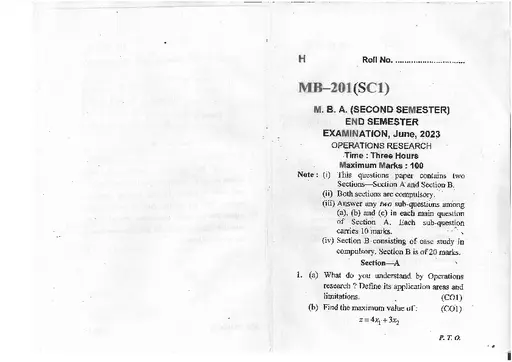 H Roll No. ..............................
MB–201(SC1)
M. B. A. (SECOND SEMESTER)
END SEMESTER
EXAMINATION, June, 2023
OPERATIONS RESEARCH
Time : Three Hours
Maximum Marks : 100
Note : (i) This questions paper contains two
Sections—Section A and Section B.
(ii) Both sections are compulsory.
(iii) Answer any two sub-questions among
(a), (b) and (c) in each main question
of Section A. Each sub-question
carries 10 marks.
(iv) Section B consisting of case study in
compulsory. Section B is of 20 marks.
Section—A
1. (a) What do you understand by Operations
research ? Define its application areas and
limitations. (CO1)
(b) Find the maximum value of : (CO1)
z = 4x₁ + 3x₂
P. T. O.